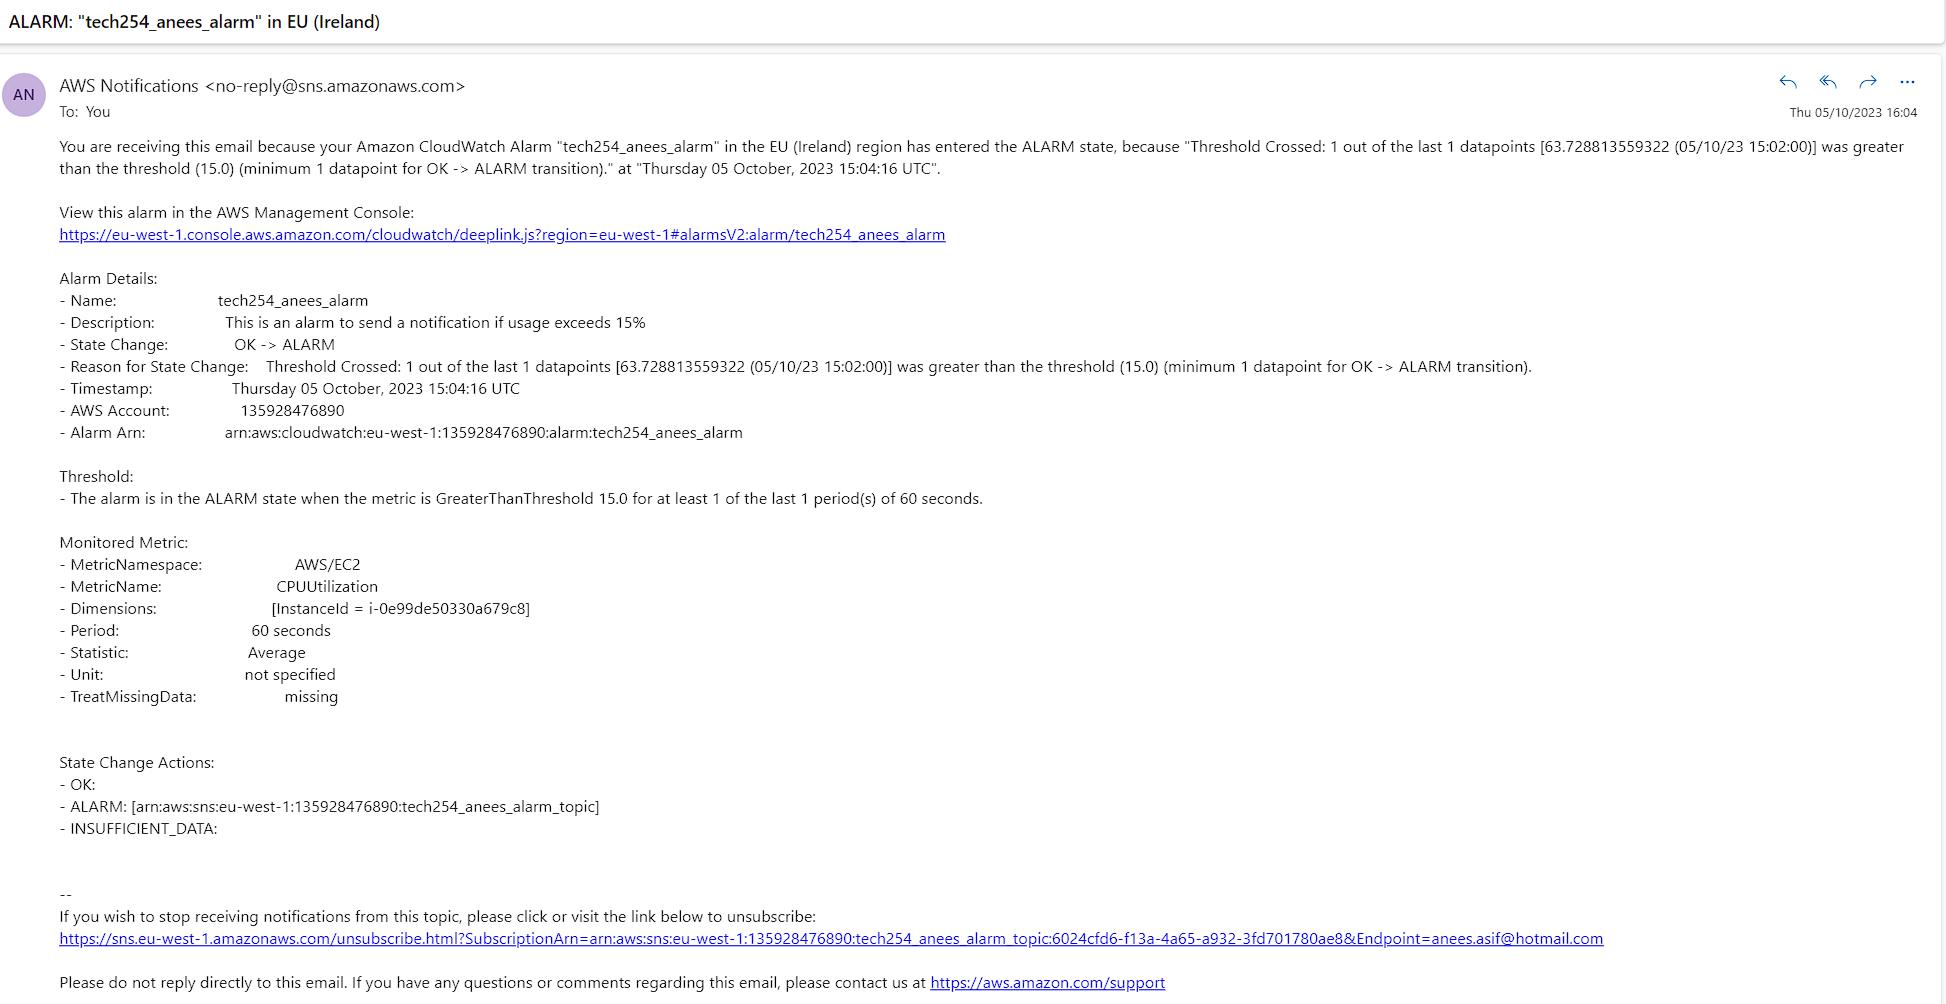 ALARM: "tech254_anees_alarm" in EU (Ireland)
AN
AWS Notifications <no-reply@sns.amazonaws.com>
To: You
Thu 05/10/2023 16:04
You are receiving this email because your Amazon CloudWatch Alarm "tech254_anees_alarm" in the EU (Ireland) region has entered the ALARM state, because "Threshold Crossed: 1 out of the last 1 datapoints [63.728813559322 (05/10/23 15:02:00)] was greater
than the threshold (15.0) (minimum 1 datapoint for OK -> ALARM transition)." at "Thursday 05 October, 2023 15:04:16 UTC".
View this alarm in the AWS Management Console:
https://eu-west-1.console.aws.amazon.com/cloudwatch/deeplink.js?region=eu-west-1#alarmsV2:alarm/tech254_anees_alarm
Alarm Details:
- Name: tech254_anees_alarm
- Description: This is an alarm to send a notification if usage exceeds 15%
- State Change: OK -> ALARM
- Reason for State Change: Threshold Crossed: 1 out of the last 1 datapoints [63.728813559322 (05/10/23 15:02:00)] was greater than the threshold (15.0) (minimum 1 datapoint for OK -> ALARM transition).
- Timestamp: Thursday 05 October, 2023 15:04:16 UTC
- AWS Account: 135928476890
- Alarm Arn: arn:aws:cloudwatch:eu-west-1:135928476890:alarm:tech254_anees_alarm
Threshold:
- The alarm is in the ALARM state when the metric is GreaterThanThreshold 15.0 for at least 1 of the last 1 period(s) of 60 seconds.
Monitored Metric:
- MetricNamespace: AWS/EC2
- MetricName: CPUUtilization
- Dimensions: [InstanceId = i-0e99de50330a679c8]
- Period: 60 seconds
- Statistic: Average
- Unit: not specified
- TreatMissingData: missing
State Change Actions:
- OK:
- ALARM: [arn:aws:sns:eu-west-1:135928476890:tech254_anees_alarm_topic]
- INSUFFICIENT_DATA:
--
If you wish to stop receiving notifications from this topic, please click or visit the link below to unsubscribe:
https://sns.eu-west-1.amazonaws.com/unsubscribe.html?SubscriptionArn=arn:aws:sns:eu-west-1:135928476890:tech254_anees_alarm_topic:6024cfd6-f13a-4a65-a932-3fd701780ae8&Endpoint=anees.asif@hotmail.com
Please do not reply directly to this email. If you have any questions or comments regarding this email, please contact us at https://aws.amazon.com/support